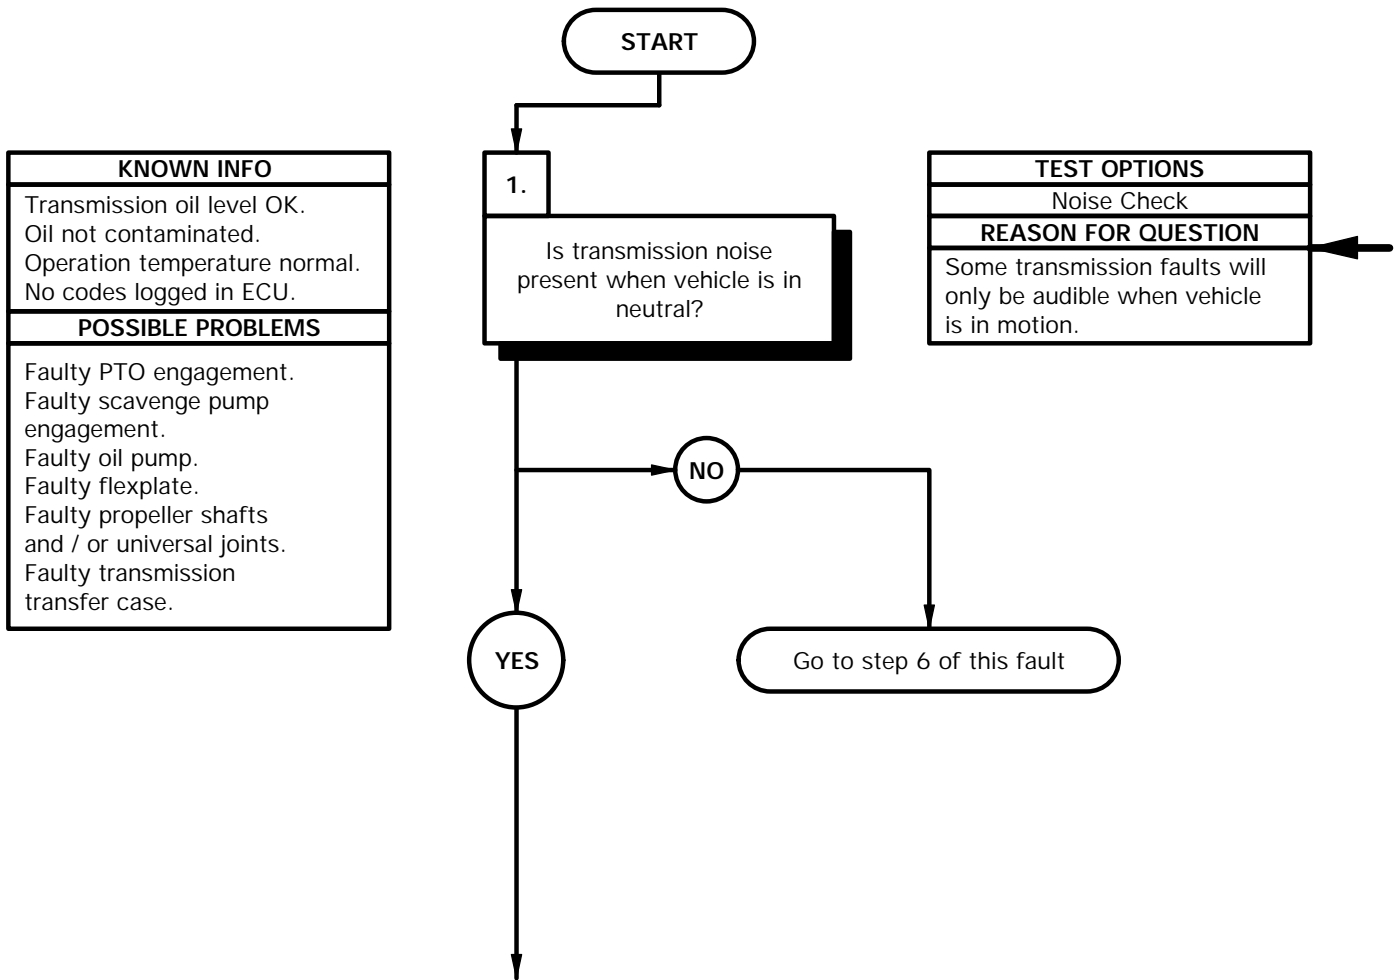 START
KNOWN INFO
Transmission oil level OK.
Oil not contaminated.
Operation temperature normal.
No codes logged in ECU.
POSSIBLE PROBLEMS
Faulty PTO engagement.
Faulty scavenge pump
engagement.
Faulty oil pump.
Faulty flexplate.
Faulty propeller shafts
and / or universal joints.
Faulty transmission
transfer case.
1.
Is transmission noise
present when vehicle is in
neutral?
TEST OPTIONS
Noise Check
REASON FOR QUESTION
Some transmission faults will
only be audible when vehicle
is in motion.
NO
YES
Go to step 6 of this fault